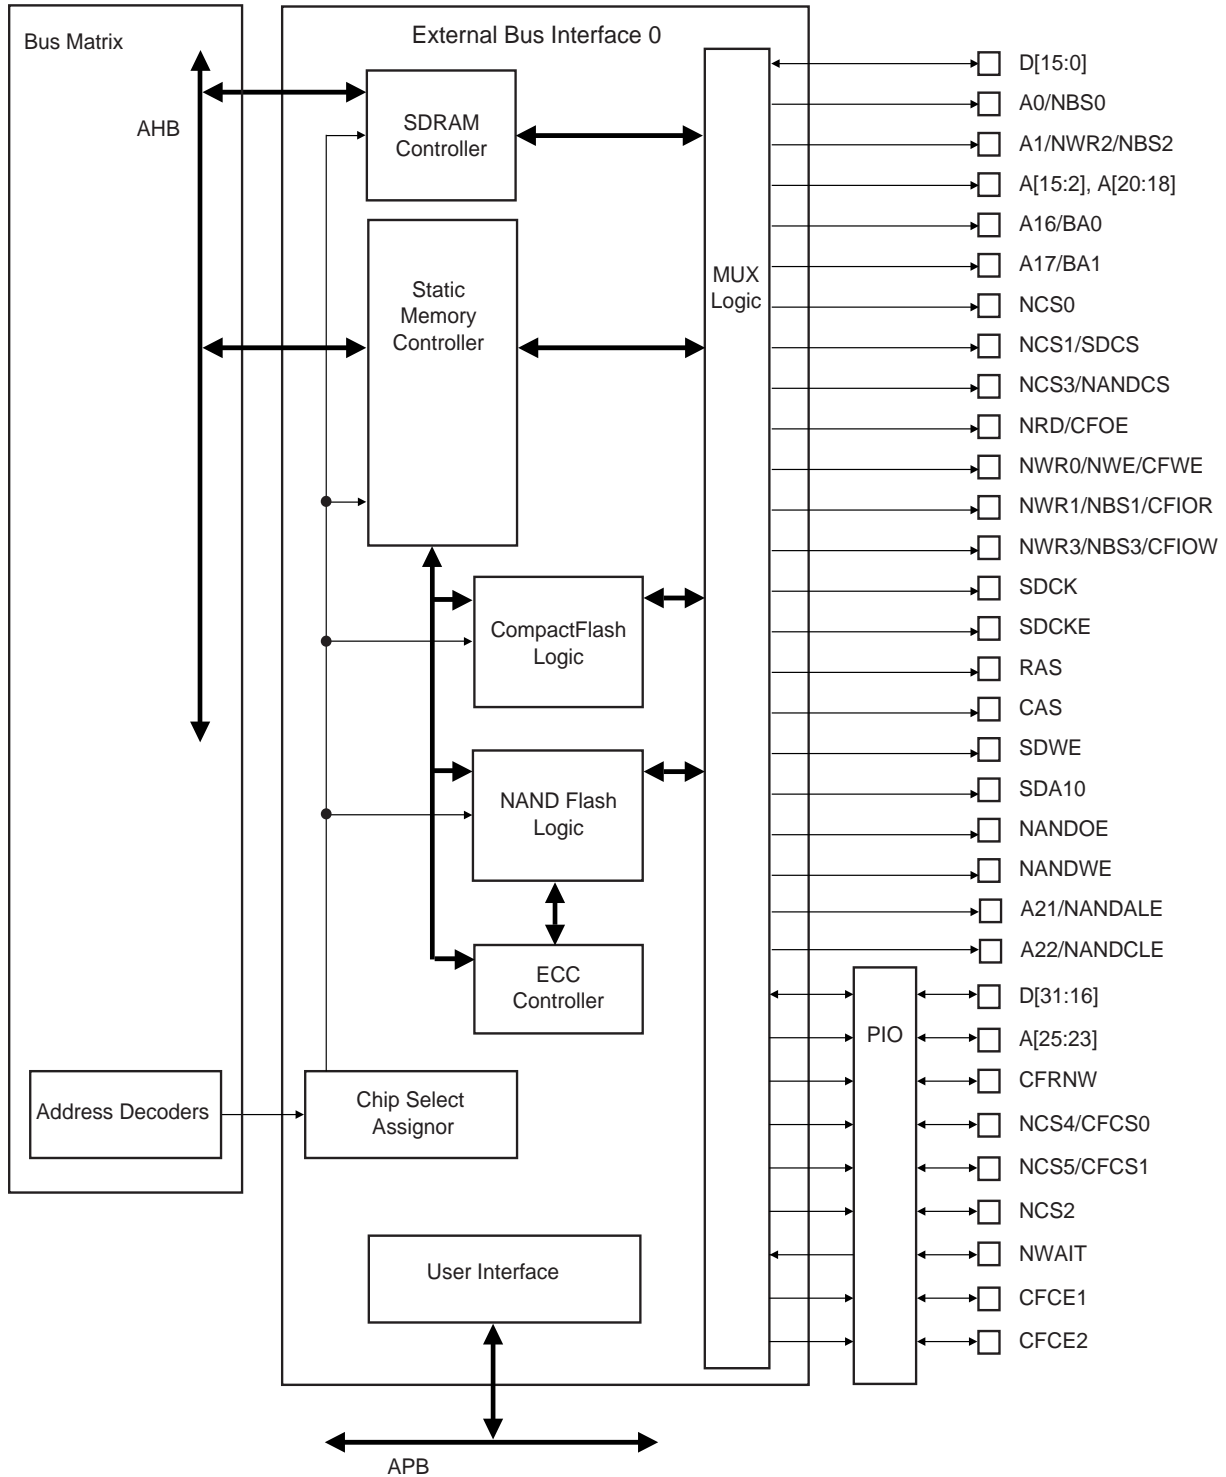 Bus Matrix
External Bus Interface 0
AHB
SDRAM
Controller
Static
Memory
Controller
MUX
Logic
CompactFlash
Logic
NAND Flash
Logic
ECC
Controller
Address Decoders
Chip Select
Assignor
User Interface
APB
PIO
D[15:0]
A0/NBS0
A1/NWR2/NBS2
A[15:2], A[20:18]
A16/BA0
A17/BA1
NCS0
NCS1/SDCS
NCS3/NANDCS
NRD/CFOE
NWR0/NWE/CFWE
NWR1/NBS1/CFIOR
NWR3/NBS3/CFIOW
SDCK
SDCKE
RAS
CAS
SDWE
SDA10
NANDOE
NANDWE
A21/NANDALE
A22/NANDCLE
D[31:16]
A[25:23]
CFRNW
NCS4/CFCS0
NCS5/CFCS1
NCS2
NWAIT
CFCE1
CFCE2